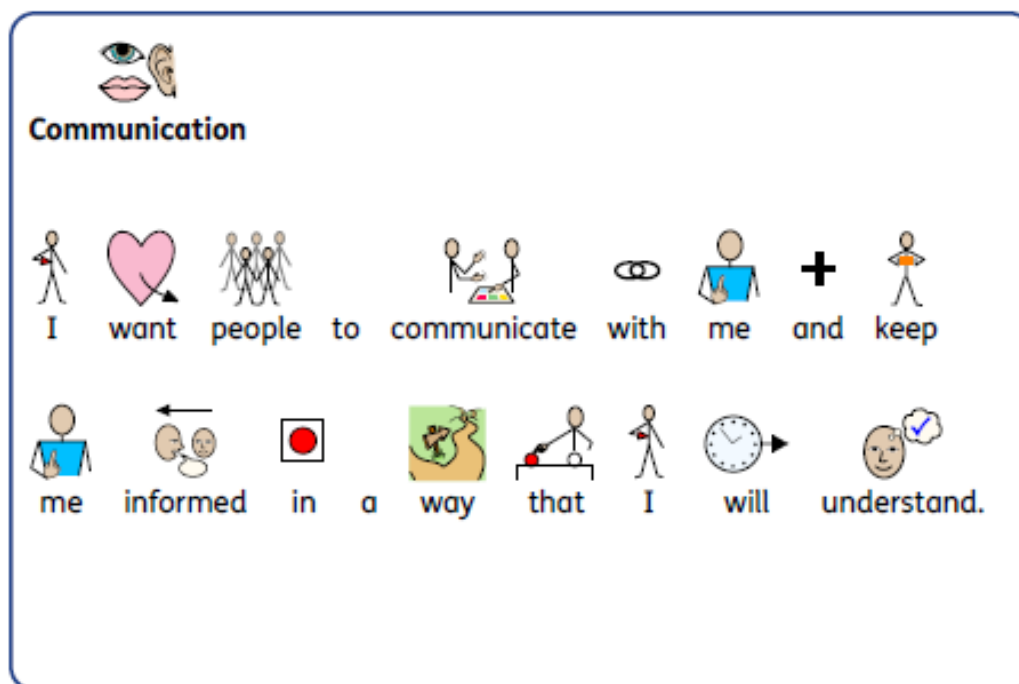 Communication
I want people to communicate with me and keep
me informed in a way that I will understand.